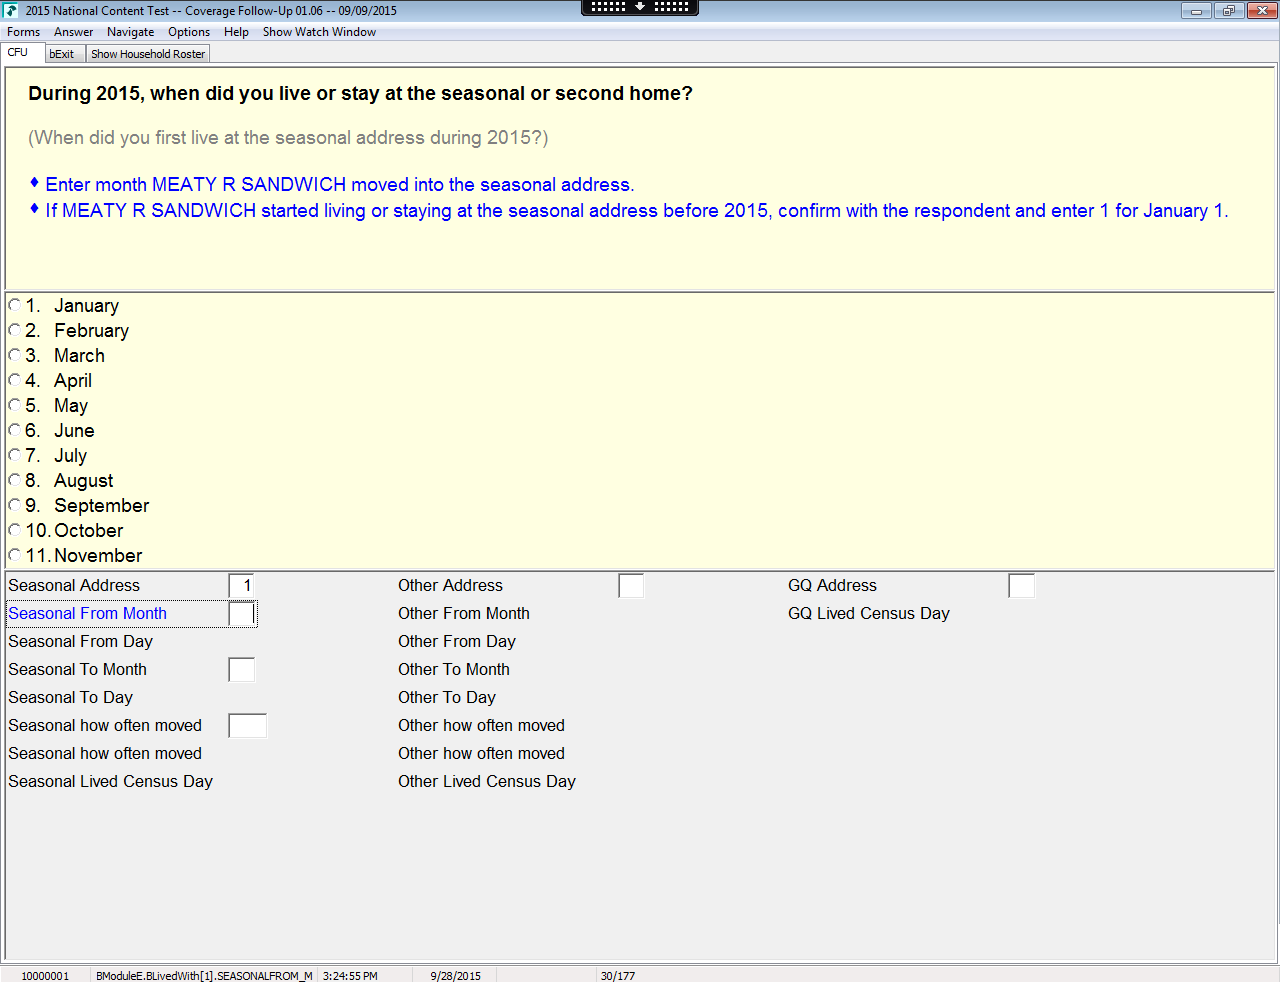 2015 National Content Test -- Coverage Follow-Up 01.06 -- 09/09/2015
Forms Answer Navigate Options Help Show Watch Window
CFU bExit Show Household Roster
During 2015, when did you live or stay at the seasonal or second home?
(When did you first live at the seasonal address during 2015?)
♦ Enter month MEATY R SANDWICH moved into the seasonal address.
♦ If MEATY R SANDWICH started living or staying at the seasonal address before 2015, confirm with the respondent and enter 1 for January 1.
1. January
2. February
3. March
4. April
5. May
6. June
7. July
8. August
9. September
10. October
11. November
Seasonal Address 1 Other Address GQ Address
Seasonal From Month Other From Month GQ Lived Census Day
Seasonal From Day Other From Day
Seasonal To Month Other To Month
Seasonal To Day Other To Day
Seasonal how often moved Other how often moved
Seasonal how often moved Other how often moved
Seasonal Lived Census Day Other Lived Census Day
10000001 BModuleE.BLivedWith[1].SEASONALFROM_M 3:24:55 PM 9/28/2015 30/177